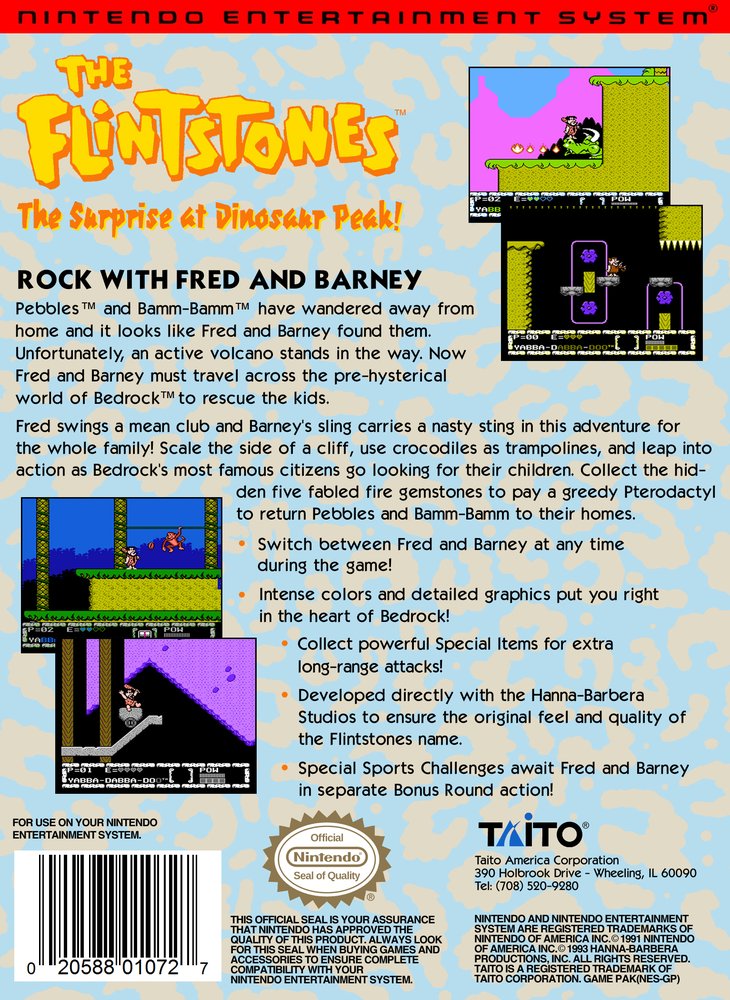 NINTENDO ENTERTAINMENT SYSTEM®
THE
FLINTSTONES™
The Surprise at Dinosaur Peak!
P=02 E=♥♥♡♡ POW
YABB
P=00 E=♥♥♥ POW
YABBA-DABBA-DOO™[ ]
ROCK WITH FRED AND BARNEY
Pebbles™ and Bamm-Bamm™ have wandered away from
home and it looks like Fred and Barney found them.
Unfortunately, an active volcano stands in the way. Now
Fred and Barney must travel across the pre-hysterical
world of Bedrock™ to rescue the kids.
Fred swings a mean club and Barney's sling carries a nasty sting in this adventure for
the whole family! Scale the side of a cliff, use crocodiles as trampolines, and leap into
action as Bedrock's most famous citizens go looking for their children. Collect the hid-
den five fabled fire gemstones to pay a greedy Pterodactyl
to return Pebbles and Bamm-Bamm to their homes.
• Switch between Fred and Barney at any time
during the game!
• Intense colors and detailed graphics put you right
in the heart of Bedrock!
• Collect powerful Special Items for extra
long-range attacks!
• Developed directly with the Hanna-Barbera
Studios to ensure the original feel and quality of
the Flintstones name.
• Special Sports Challenges await Fred and Barney
in separate Bonus Round action!
P=02 E=♥♥♡♡ POW
YABB
P=01 E=♥♥♥♥ POW
YABBA-DABBA-DOO™[ ]
FOR USE ON YOUR NINTENDO
ENTERTAINMENT SYSTEM.
0 20588 01072 7
Official
Nintendo®
Seal of Quality
®
THIS OFFICIAL SEAL IS YOUR ASSURANCE
THAT NINTENDO HAS APPROVED THE
QUALITY OF THIS PRODUCT. ALWAYS LOOK
FOR THIS SEAL WHEN BUYING GAMES AND
ACCESSORIES TO ENSURE COMPLETE
COMPATIBILITY WITH YOUR
NINTENDO ENTERTAINMENT SYSTEM.
TAITO®
Taito America Corporation
390 Holbrook Drive - Wheeling, IL 60090
Tel: (708) 520-9280
NINTENDO AND NINTENDO ENTERTAINMENT
SYSTEM ARE REGISTERED TRADEMARKS OF
NINTENDO OF AMERICA INC.© 1991 NINTENDO
OF AMERICA INC.© 1993 HANNA-BARBERA
PRODUCTIONS, INC. ALL RIGHTS RESERVED.
TAITO IS A REGISTERED TRADEMARK OF
TAITO CORPORATION. GAME PAK(NES-GP)